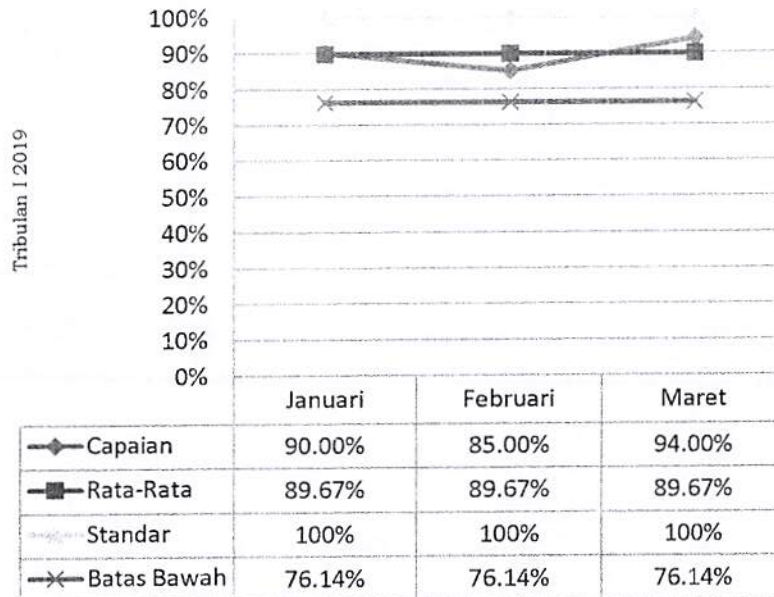 100%
90%
80%
70%
60%
50%
40%
30%
20%
10%
0%
Tribulan I 2019
Januari Februari Maret
Capaian 90.00% 85.00% 94.00%
Rata-Rata 89.67% 89.67% 89.67%
Standar 100% 100% 100%
Batas Bawah 76.14% 76.14% 76.14%